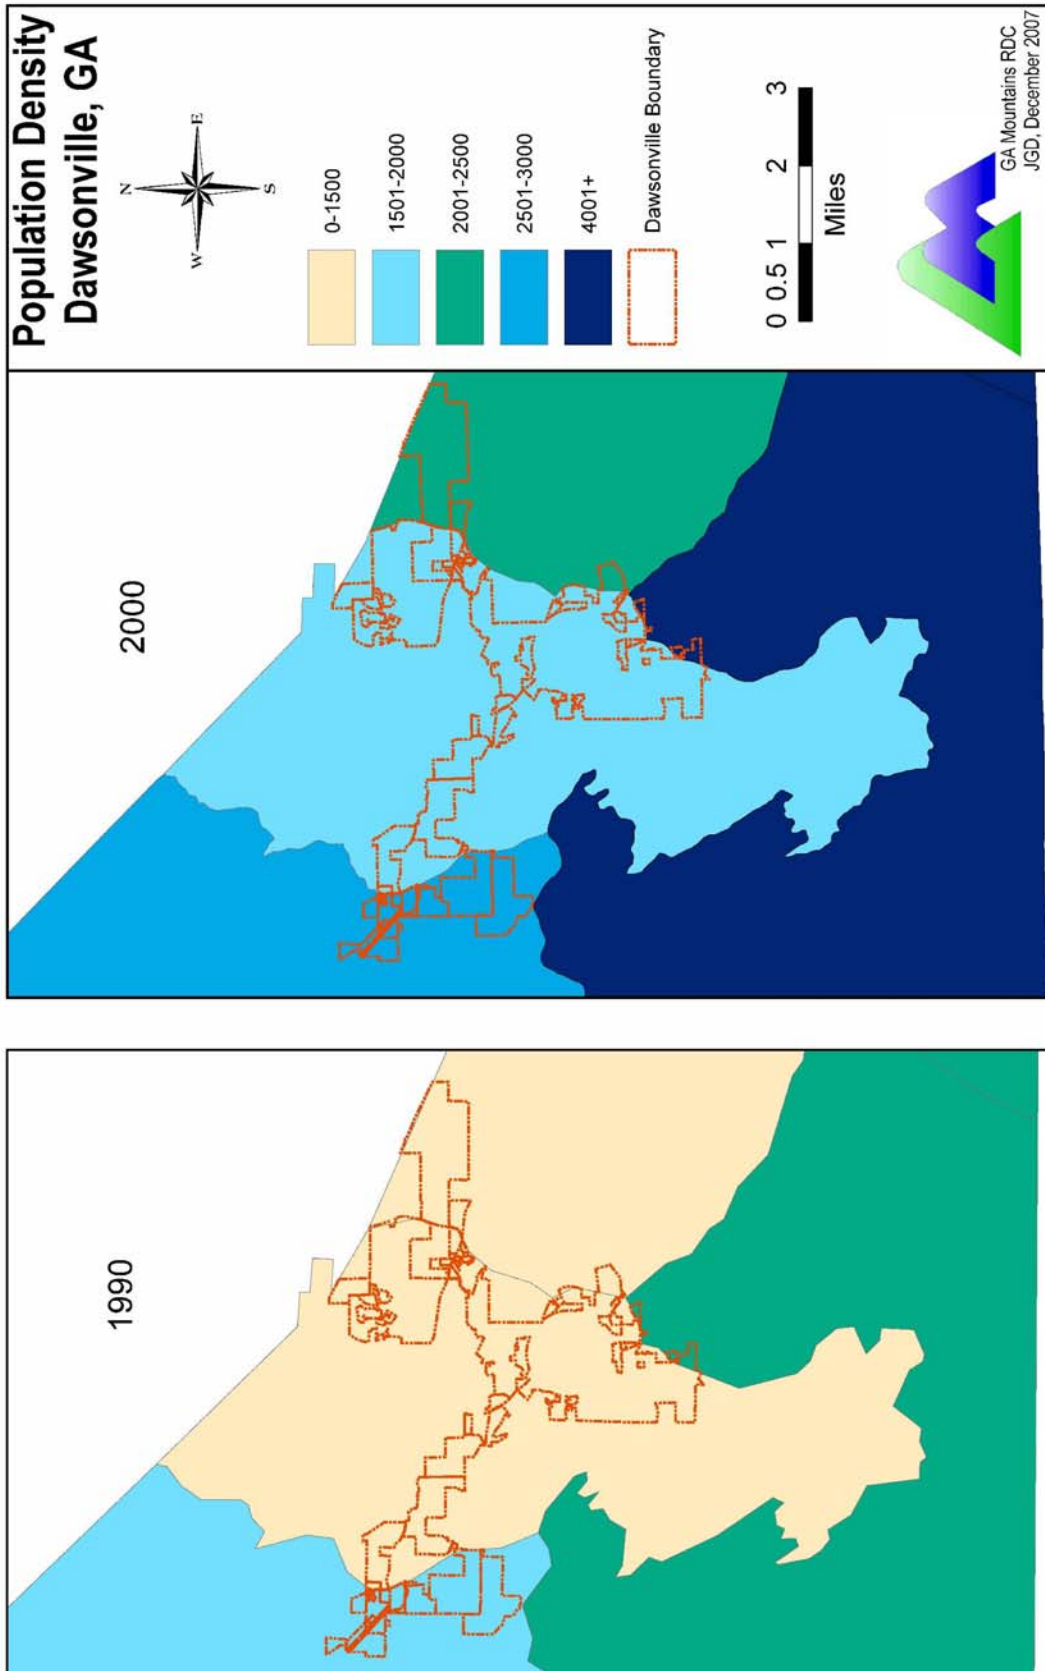 Population Density
Dawsonville, GA
N
W
E
S
0-1500
1501-2000
2001-2500
2501-3000
4001+
Dawsonville Boundary
0 0.5 1 2 3
Miles
GA Mountains RDC
JGD, December 2007
2000
1990